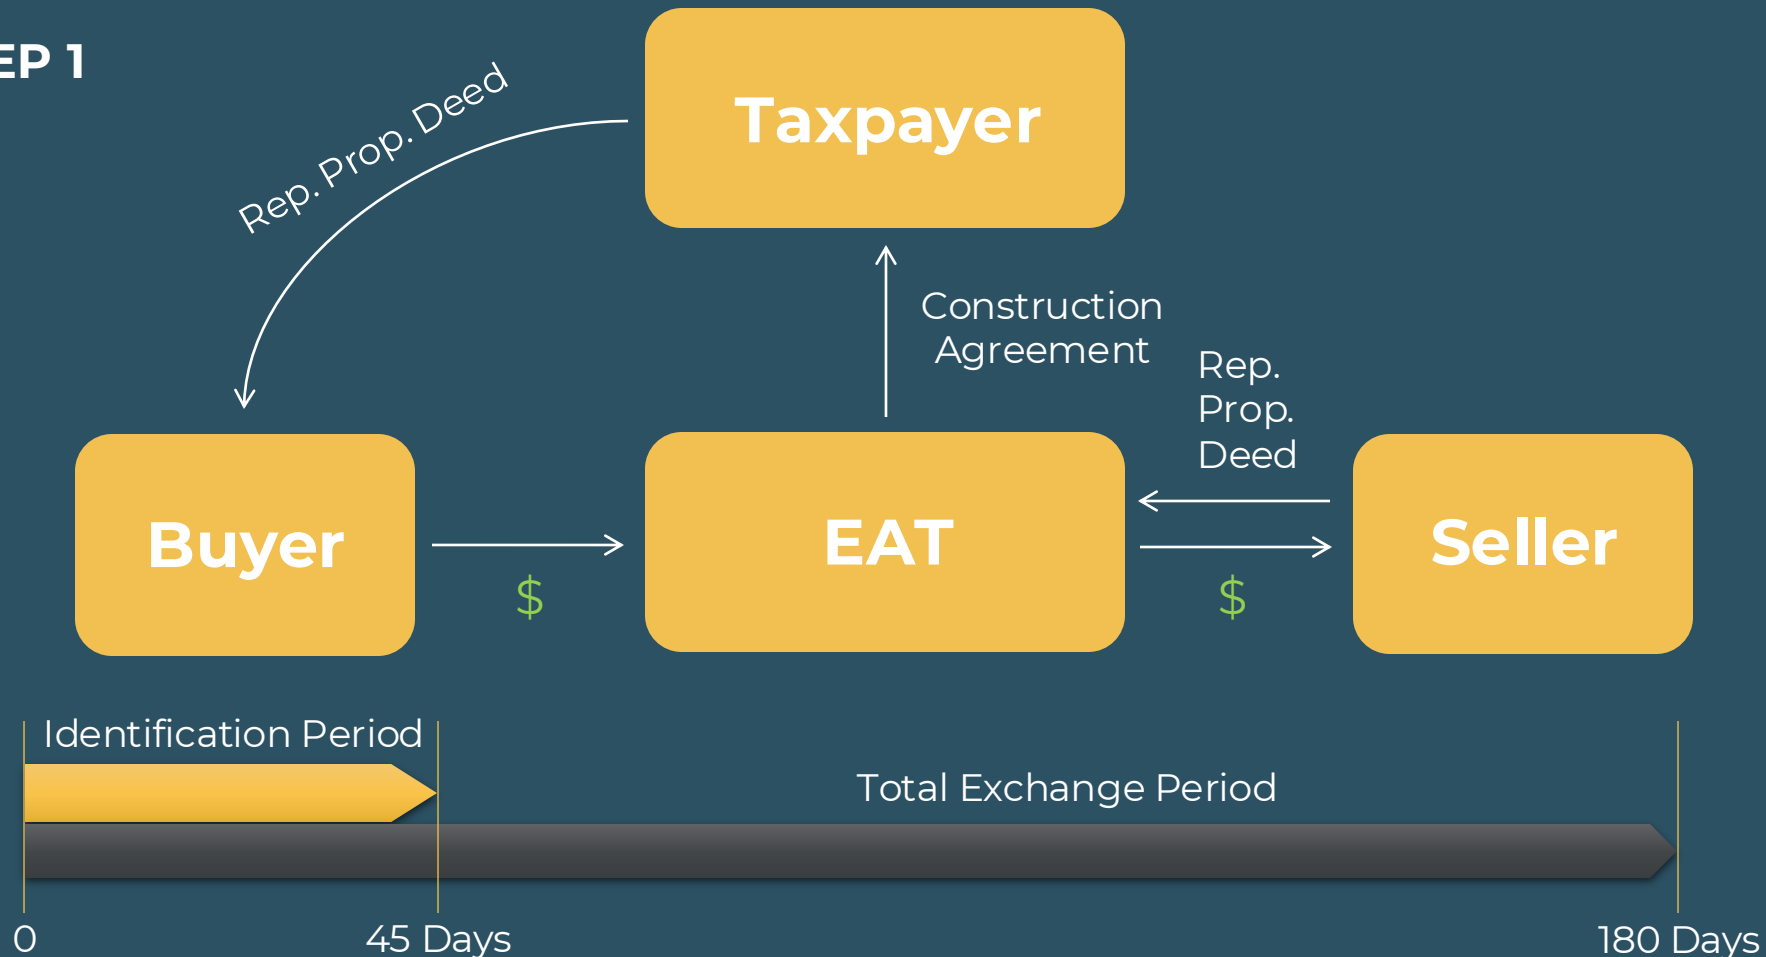 EP 1
Taxpayer
Rep. Prop. Deed
Construction
Agreement
Rep.
Prop.
Deed
Buyer
EAT
Seller
$
$
Identification Period
Total Exchange Period
0
45 Days
180 Days